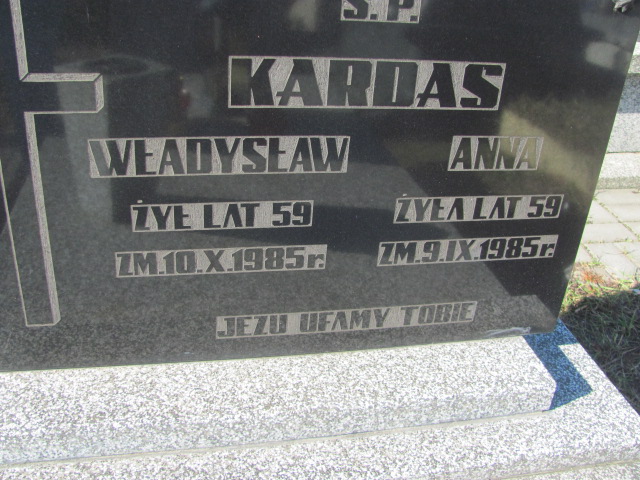 Ś.P.
KARDAS
WŁADYSŁAW ANNA
ŻYŁ LAT 59 ŻYŁA LAT 59
ZM.10.X.1985r. ZM.9.IX.1985r.
JEZU UFAMY TOBIE